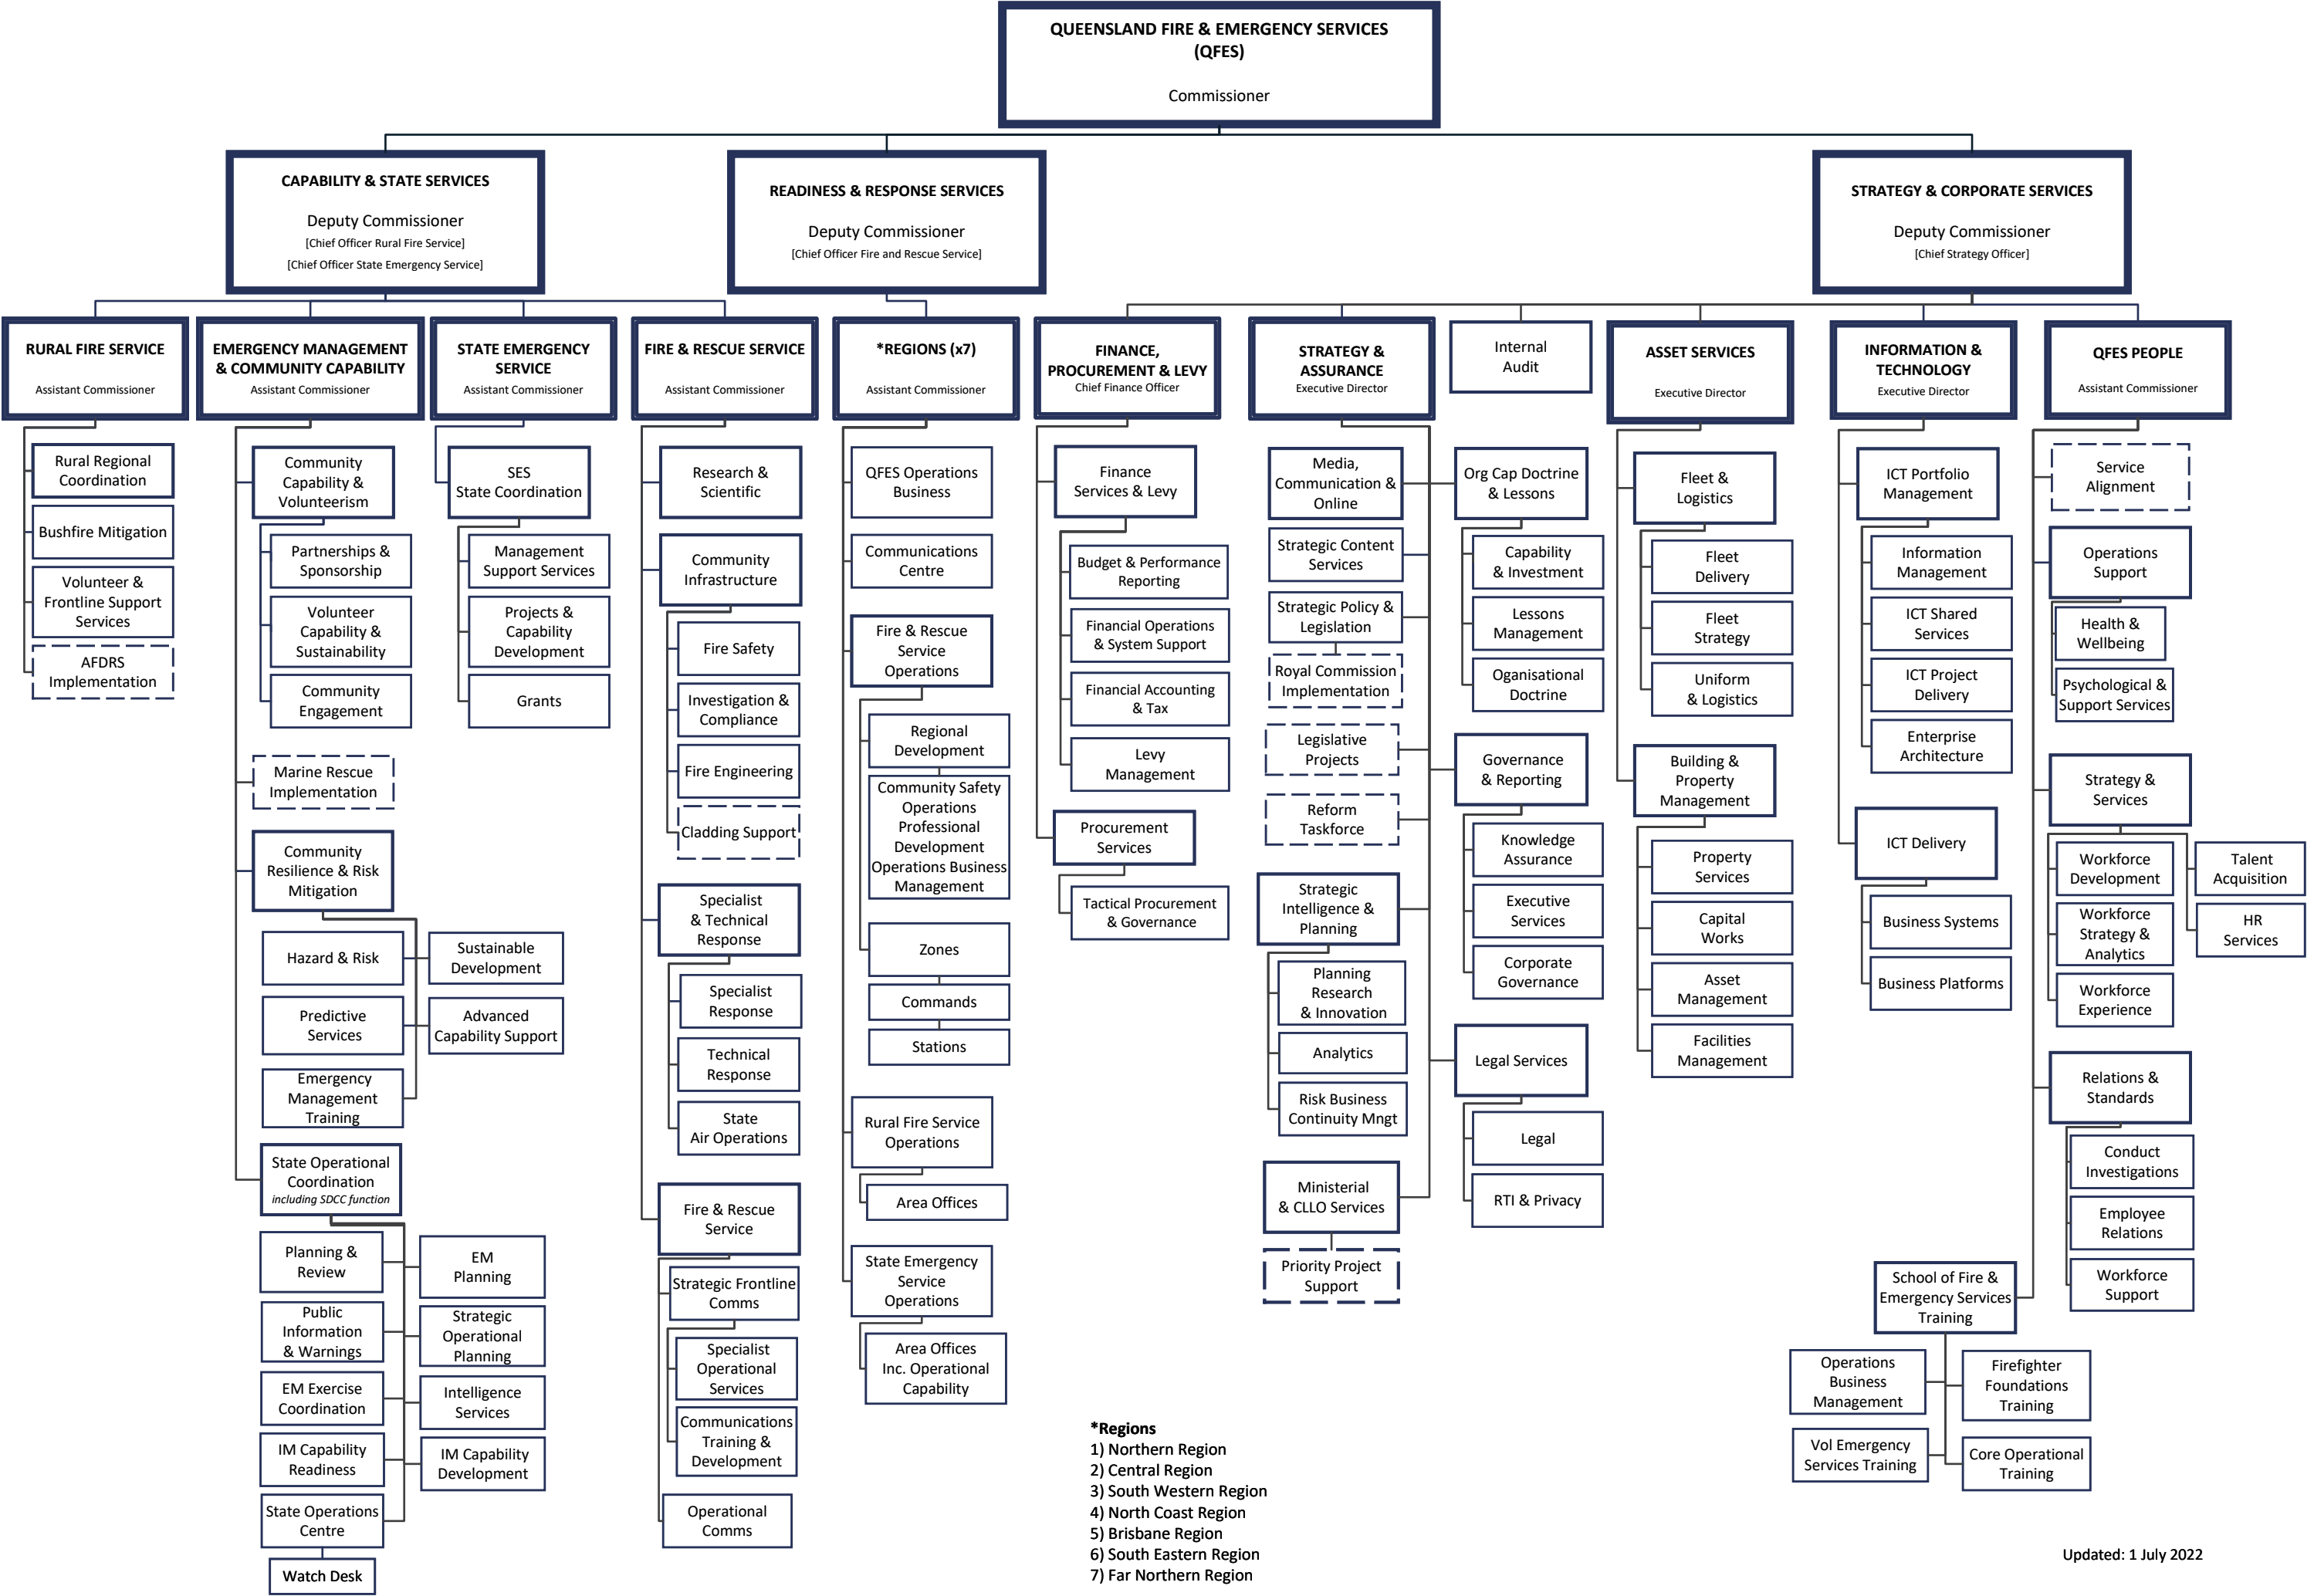 QUEENSLAND FIRE & EMERGENCY SERVICES
(QFES)
Commissioner
CAPABILITY & STATE SERVICES
Deputy Commissioner
[Chief Officer Rural Fire Service]
[Chief Officer State Emergency Service]
READINESS & RESPONSE SERVICES
Deputy Commissioner
[Chief Officer Fire and Rescue Service]
STRATEGY & CORPORATE SERVICES
Deputy Commissioner
[Chief Strategy Officer]
RURAL FIRE SERVICE
Assistant Commissioner
Rural Regional
Coordination
Bushfire Mitigation
Volunteer &
Frontline Support
Services
AFDRS
Implementation
EMERGENCY MANAGEMENT
& COMMUNITY CAPABILITY
Assistant Commissioner
Community
Capability &
Volunteerism
Partnerships &
Sponsorship
Volunteer
Capability &
Sustainability
Community
Engagement
Marine Rescue
Implementation
Community
Resilience & Risk
Mitigation
Hazard & Risk
Sustainable
Development
Predictive
Services
Advanced
Capability Support
Emergency
Management
Training
State Operational
Coordination
including SDCC function
Planning &
Review
EM
Planning
Public
Information
& Warnings
Strategic
Operational
Planning
EM Exercise
Coordination
Intelligence
Services
IM Capability
Readiness
IM Capability
Development
State Operations
Centre
Watch Desk
STATE EMERGENCY
SERVICE
Assistant Commissioner
SES
State Coordination
Management
Support Services
Projects &
Capability
Development
Grants
FIRE & RESCUE SERVICE
Assistant Commissioner
Research &
Scientific
Community
Infrastructure
Fire Safety
Investigation &
Compliance
Fire Engineering
Cladding Support
Specialist
& Technical
Response
Specialist
Response
Technical
Response
State
Air Operations
Fire & Rescue
Service
Strategic Frontline
Comms
Specialist
Operational
Services
Communications
Training &
Development
Operational
Comms
*REGIONS (x7)
Assistant Commissioner
QFES Operations
Business
Communications
Centre
Fire & Rescue
Service
Operations
Regional
Development
Community Safety
Operations
Professional
Development
Operations Business
Management
Zones
Commands
Stations
Rural Fire Service
Operations
Area Offices
State Emergency
Service
Operations
Area Offices
Inc. Operational
Capability
FINANCE,
PROCUREMENT & LEVY
Chief Finance Officer
Finance
Services & Levy
Budget & Performance
Reporting
Financial Operations
& System Support
Financial Accounting
& Tax
Levy
Management
Procurement
Services
Tactical Procurement
& Governance
STRATEGY &
ASSURANCE
Executive Director
Media,
Communication &
Online
Strategic Content
Services
Strategic Policy &
Legislation
Royal Commission
Implementation
Legislative
Projects
Reform
Taskforce
Strategic
Intelligence &
Planning
Planning
Research
& Innovation
Analytics
Risk Business
Continuity Mngt
Ministerial
& CLLO Services
Priority Project
Support
Org Cap Doctrine
& Lessons
Capability
& Investment
Lessons
Management
Oganisational
Doctrine
Governance
& Reporting
Knowledge
Assurance
Executive
Services
Corporate
Governance
Legal Services
Legal
RTI & Privacy
Internal
Audit
ASSET SERVICES
Executive Director
Fleet &
Logistics
Fleet
Delivery
Fleet
Strategy
Uniform
& Logistics
Building &
Property
Management
Property
Services
Capital
Works
Asset
Management
Facilities
Management
INFORMATION &
TECHNOLOGY
Executive Director
ICT Portfolio
Management
Information
Management
ICT Shared
Services
ICT Project
Delivery
Enterprise
Architecture
ICT Delivery
Business Systems
Business Platforms
QFES PEOPLE
Assistant Commissioner
Service
Alignment
Operations
Support
Health &
Wellbeing
Psychological &
Support Services
Strategy &
Services
Workforce
Development
Talent
Acquisition
Workforce
Strategy &
Analytics
HR
Services
Workforce
Experience
Relations &
Standards
Conduct
Investigations
Employee
Relations
Workforce
Support
School of Fire &
Emergency Services
Training
Operations
Business
Management
Firefighter
Foundations
Training
Vol Emergency
Services Training
Core Operational
Training
*Regions
1) Northern Region
2) Central Region
3) South Western Region
4) North Coast Region
5) Brisbane Region
6) South Eastern Region
7) Far Northern Region
Updated: 1 July 2022